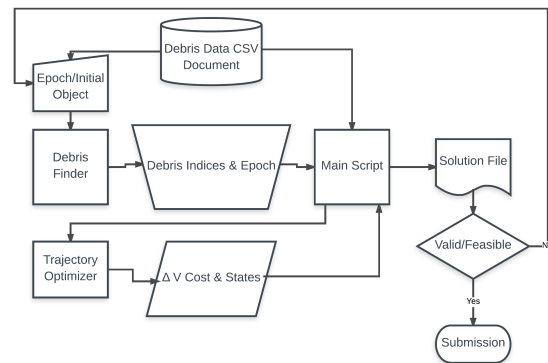 Debris Data CSV
Document
Epoch/Initial
Object
Debris
Finder
Debris Indices & Epoch
Main Script
Solution File
Trajectory
Optimizer
Δ V Cost & States
Valid/Feasible
N
Yes
Submission